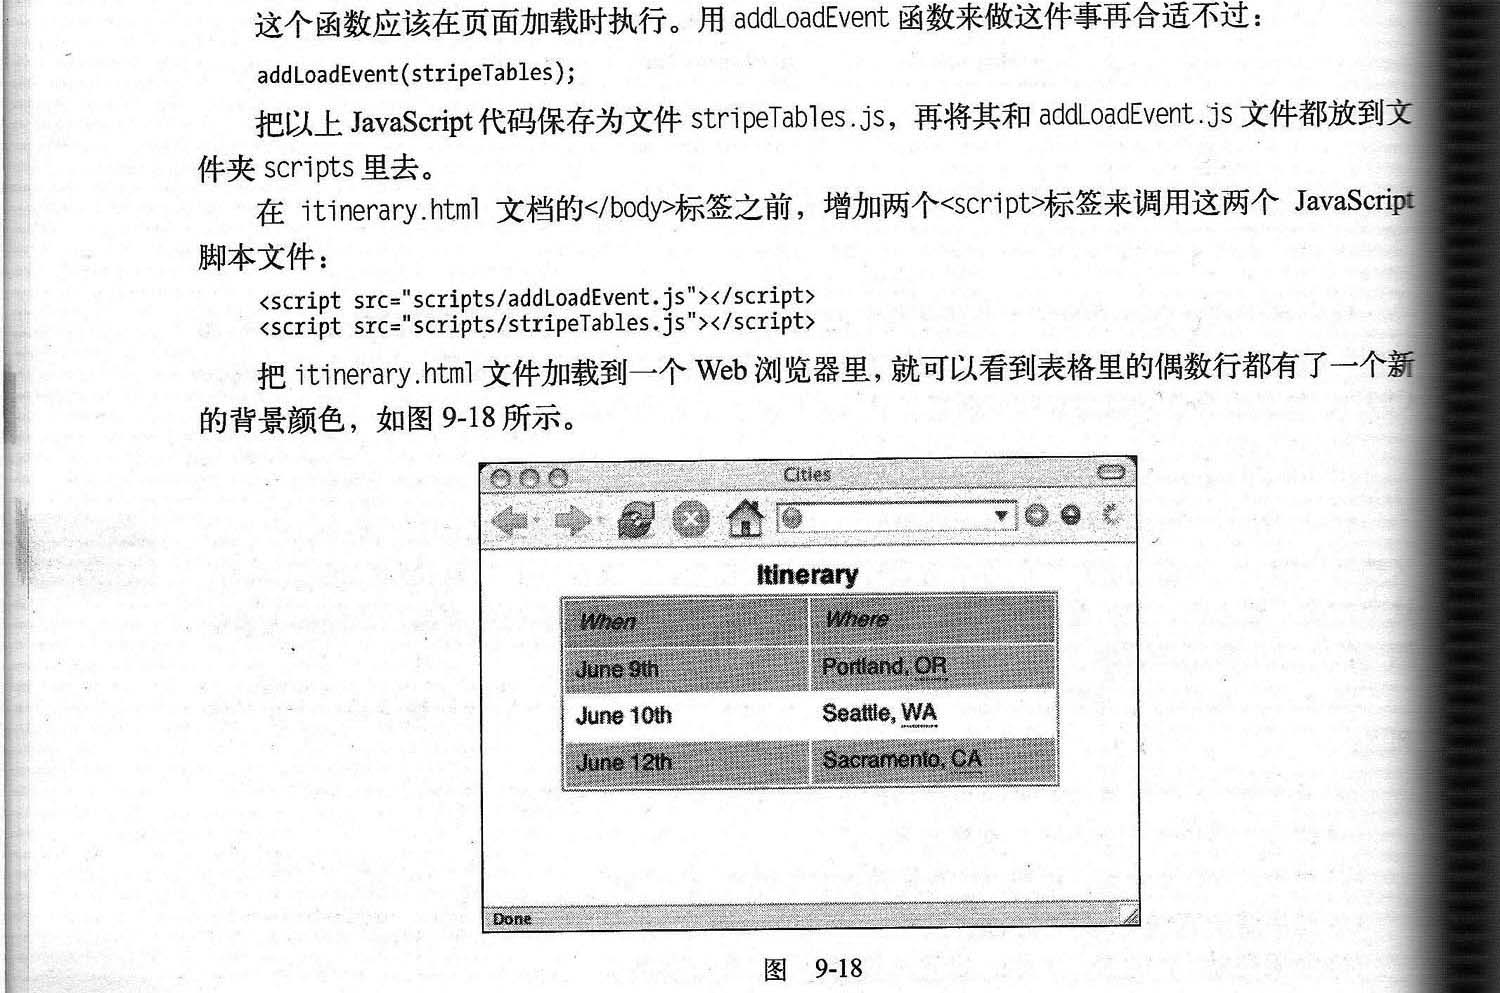 这个函数应该在页面加载时执行。用 addLoadEvent 函数来做这件事再合适不过：
addLoadEvent(stripeTables);
把以上 JavaScript 代码保存为文件 stripeTables.js，再将其和 addLoadEvent.js 文件都放到文
件夹 scripts 里去。
在 itinerary.html 文档的</body>标签之前，增加两个<script>标签来调用这两个 JavaScript
脚本文件：
<script src="scripts/addLoadEvent.js"></script>
<script src="scripts/stripeTables.js"></script>
把 itinerary.html 文件加载到一个 Web 浏览器里，就可以看到表格里的偶数行都有了一个新
的背景颜色，如图 9-18 所示。
Cities
Itinerary
When Where
June 9th Portland, OR
June 10th Seattle, WA
June 12th Sacramento, CA
Done
图 9-18